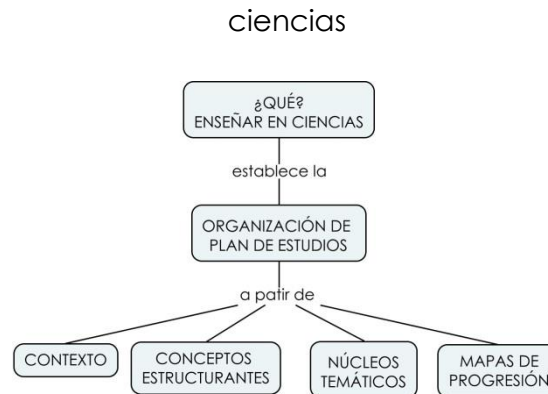 ciencias
¿QUÉ?
ENSEÑAR EN CIENCIAS
establece la
ORGANIZACIÓN DE
PLAN DE ESTUDIOS
a patir de
CONTEXTO
CONCEPTOS
ESTRUCTURANTES
NÚCLEOS
TEMÁTICOS
MAPAS DE
PROGRESIÓN